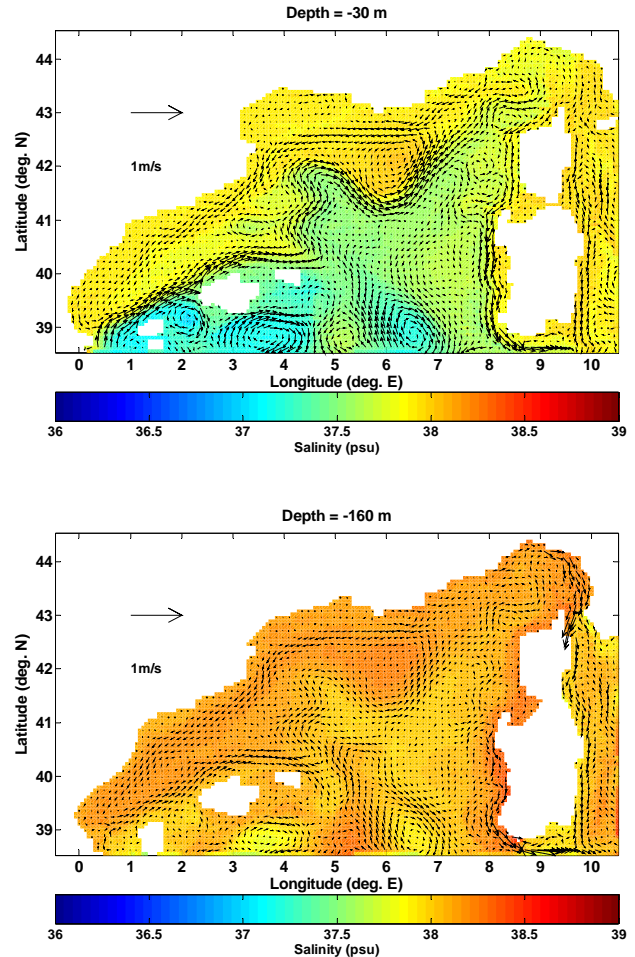 Depth = -30 m
44
43
42
41
40
39
Latitude (deg. N)
1m/s
0 1 2 3 4 5 6 7 8 9 10
Longitude (deg. E)
36 36.5 37 37.5 38 38.5 39
Salinity (psu)
Depth = -160 m
44
43
42
41
40
39
Latitude (deg. N)
1m/s
0 1 2 3 4 5 6 7 8 9 10
Longitude (deg. E)
36 36.5 37 37.5 38 38.5 39
Salinity (psu)